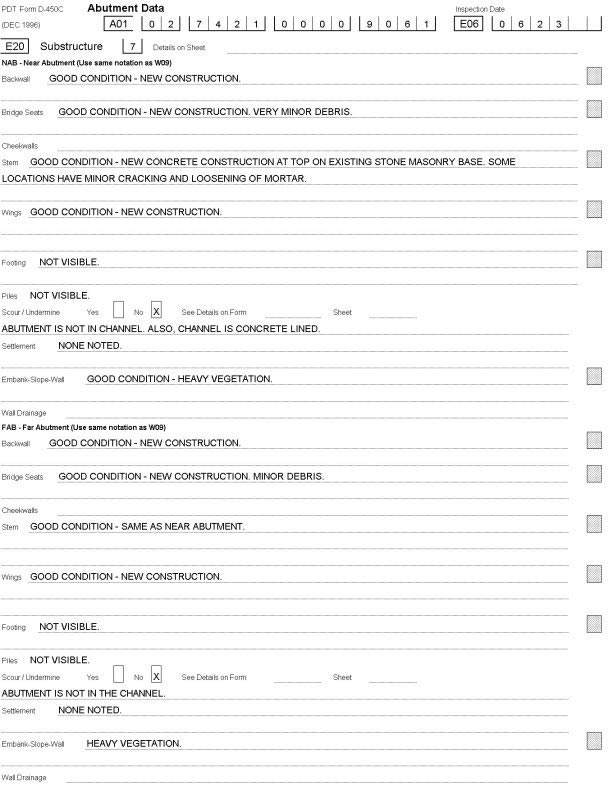 PDT Form D-450C Abutment Data Inspection Date
(DEC 1996) A01 0 2 7 4 2 1 0 0 0 0 9 0 6 1 E06 0 6 2 3
E20 Substructure 7 Details on Sheet
NAB - Near Abutment (Use same notation as W09)
Backwall GOOD CONDITION - NEW CONSTRUCTION.
Bridge Seats GOOD CONDITION - NEW CONSTRUCTION. VERY MINOR DEBRIS.
Cheekwalls
Stem GOOD CONDITION - NEW CONCRETE CONSTRUCTION AT TOP ON EXISTING STONE MASONRY BASE. SOME
LOCATIONS HAVE MINOR CRACKING AND LOOSENING OF MORTAR.
Wings GOOD CONDITION - NEW CONSTRUCTION.
Footing NOT VISIBLE.
Piles NOT VISIBLE.
Scour / Undermine Yes No X See Details on Form Sheet
ABUTMENT IS NOT IN CHANNEL. ALSO, CHANNEL IS CONCRETE LINED.
Settlement NONE NOTED.
Embank-Slope-Wall GOOD CONDITION - HEAVY VEGETATION.
Wall Drainage
FAB - Far Abutment (Use same notation as W09)
Backwall GOOD CONDITION - NEW CONSTRUCTION.
Bridge Seats GOOD CONDITION - NEW CONSTRUCTION. MINOR DEBRIS.
Cheekwalls
Stem GOOD CONDITION - SAME AS NEAR ABUTMENT.
Wings GOOD CONDITION - NEW CONSTRUCTION.
Footing NOT VISIBLE.
Piles NOT VISIBLE.
Scour / Undermine Yes No X See Details on Form Sheet
ABUTMENT IS NOT IN THE CHANNEL.
Settlement NONE NOTED.
Embank-Slope-Wall HEAVY VEGETATION.
Wall Drainage